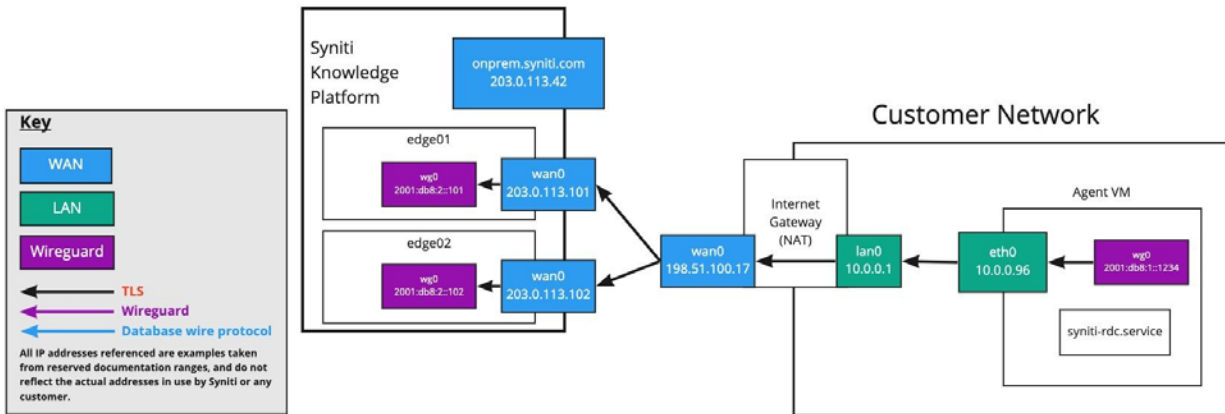 Key
WAN
LAN
Wireguard
TLS
Wireguard
Database wire protocol
All IP addresses referenced are examples taken
from reserved documentation ranges, and do not
reflect the actual addresses in use by Syniti or any
customer.
Syniti
Knowledge
Platform
onprem.syniti.com
203.0.113.42
edge01
wg0
2001:db8:2::101
wan0
203.0.113.101
edge02
wg0
2001:db8:2::102
wan0
203.0.113.102
Customer Network
wan0
198.51.100.17
Internet
Gateway
(NAT)
lan0
10.0.0.1
Agent VM
eth0
10.0.0.96
wg0
2001:db8:1::1234
syniti-rdc.service